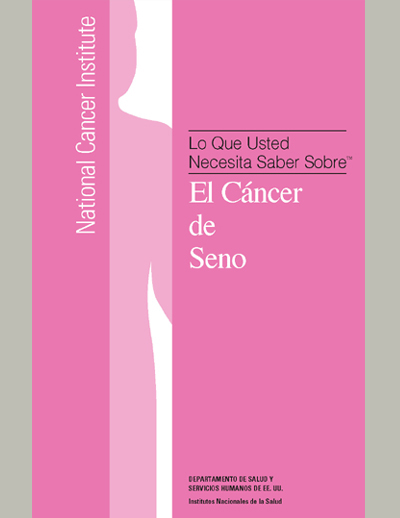 National Cancer Institute
Lo Que Usted
Necesita Saber Sobre™
El Cáncer
de
Seno
DEPARTAMENTO DE SALUD Y
SERVICIOS HUMANOS DE EE. UU.
Institutos Nacionales de la Salud